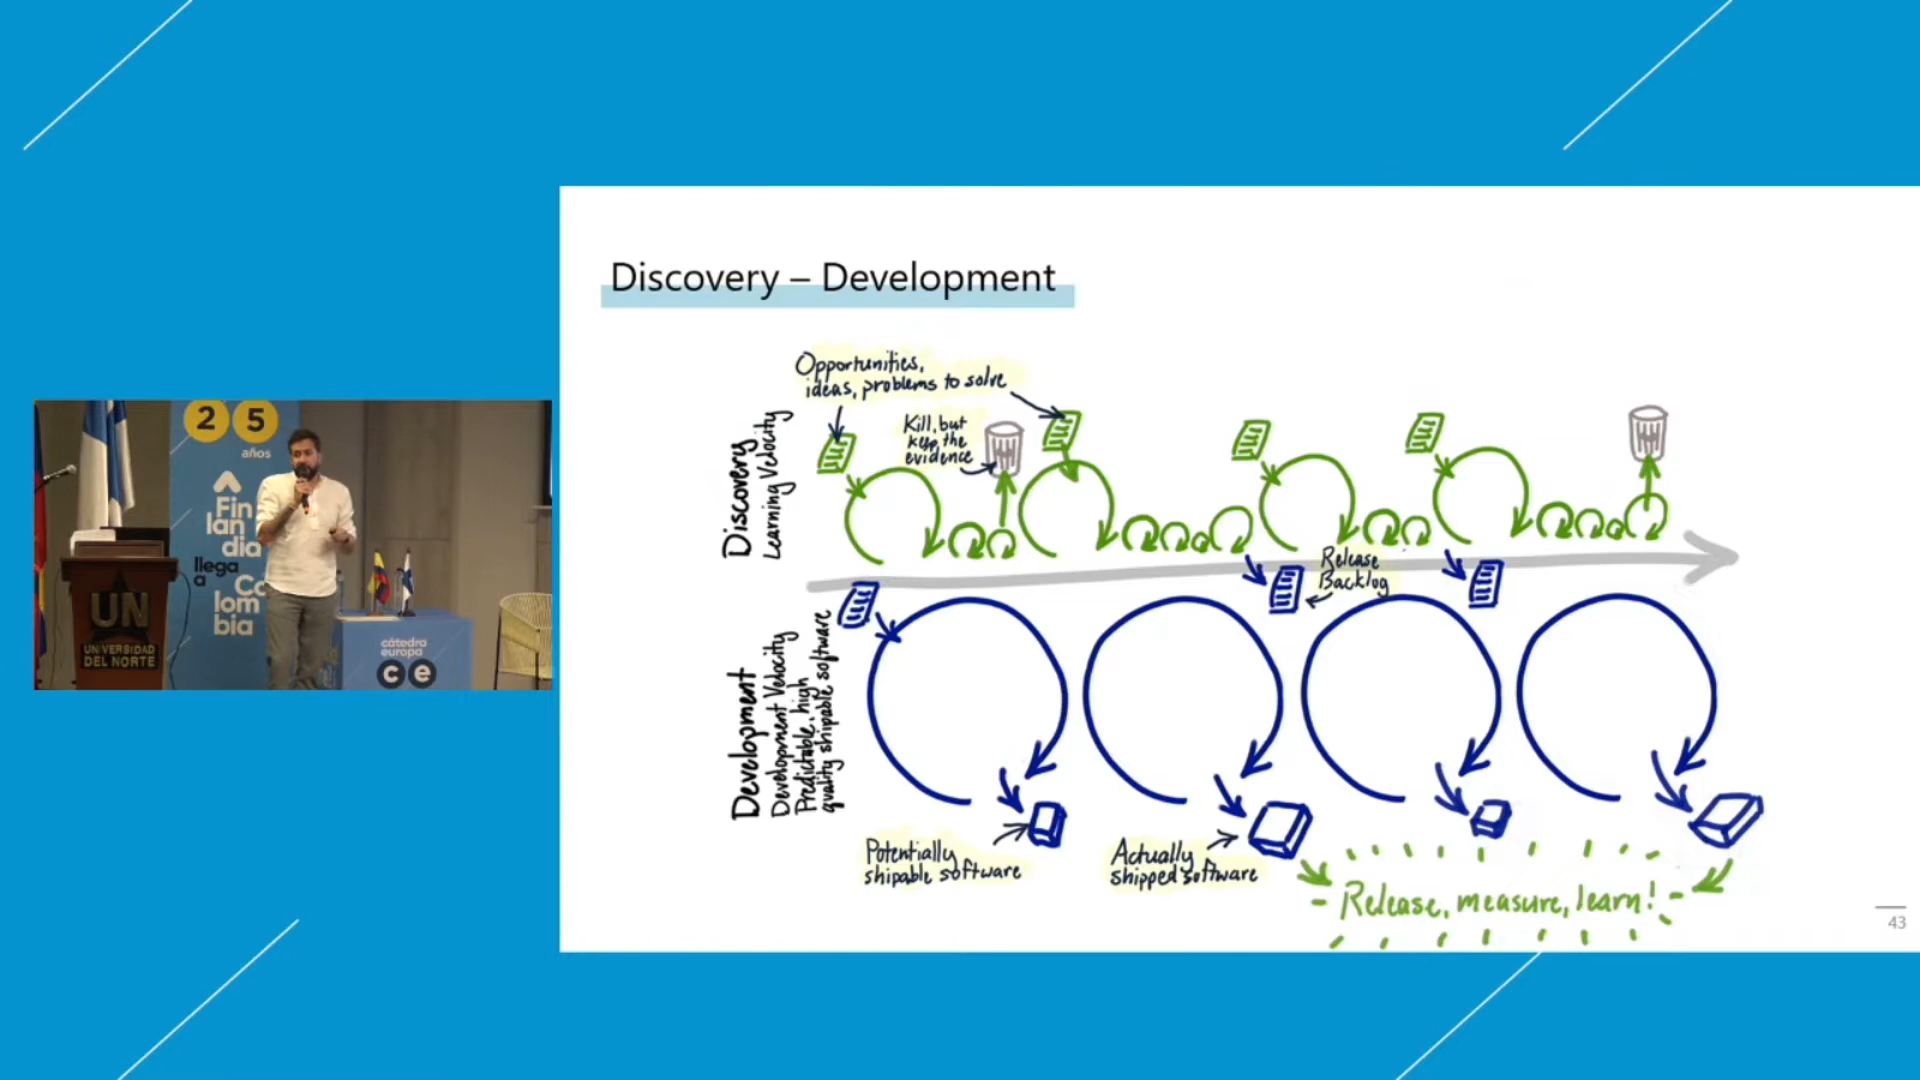 Discovery – Development
Opportunities,
ideas, problems to solve
Kill, but
keep the
evidence
Discovery
Learning Velocity
Release
Backlog
Development
Development Velocity
Predictable, high
quality shipable software
Potentially
shipable software
Actually
shipped software
Release, measure, learn!
43
2 5
años
Fin
lan
dia
llega
a
Co
lom
bia
UN
UNIVERSIDAD
DEL NORTE
cátedra
europa
c e